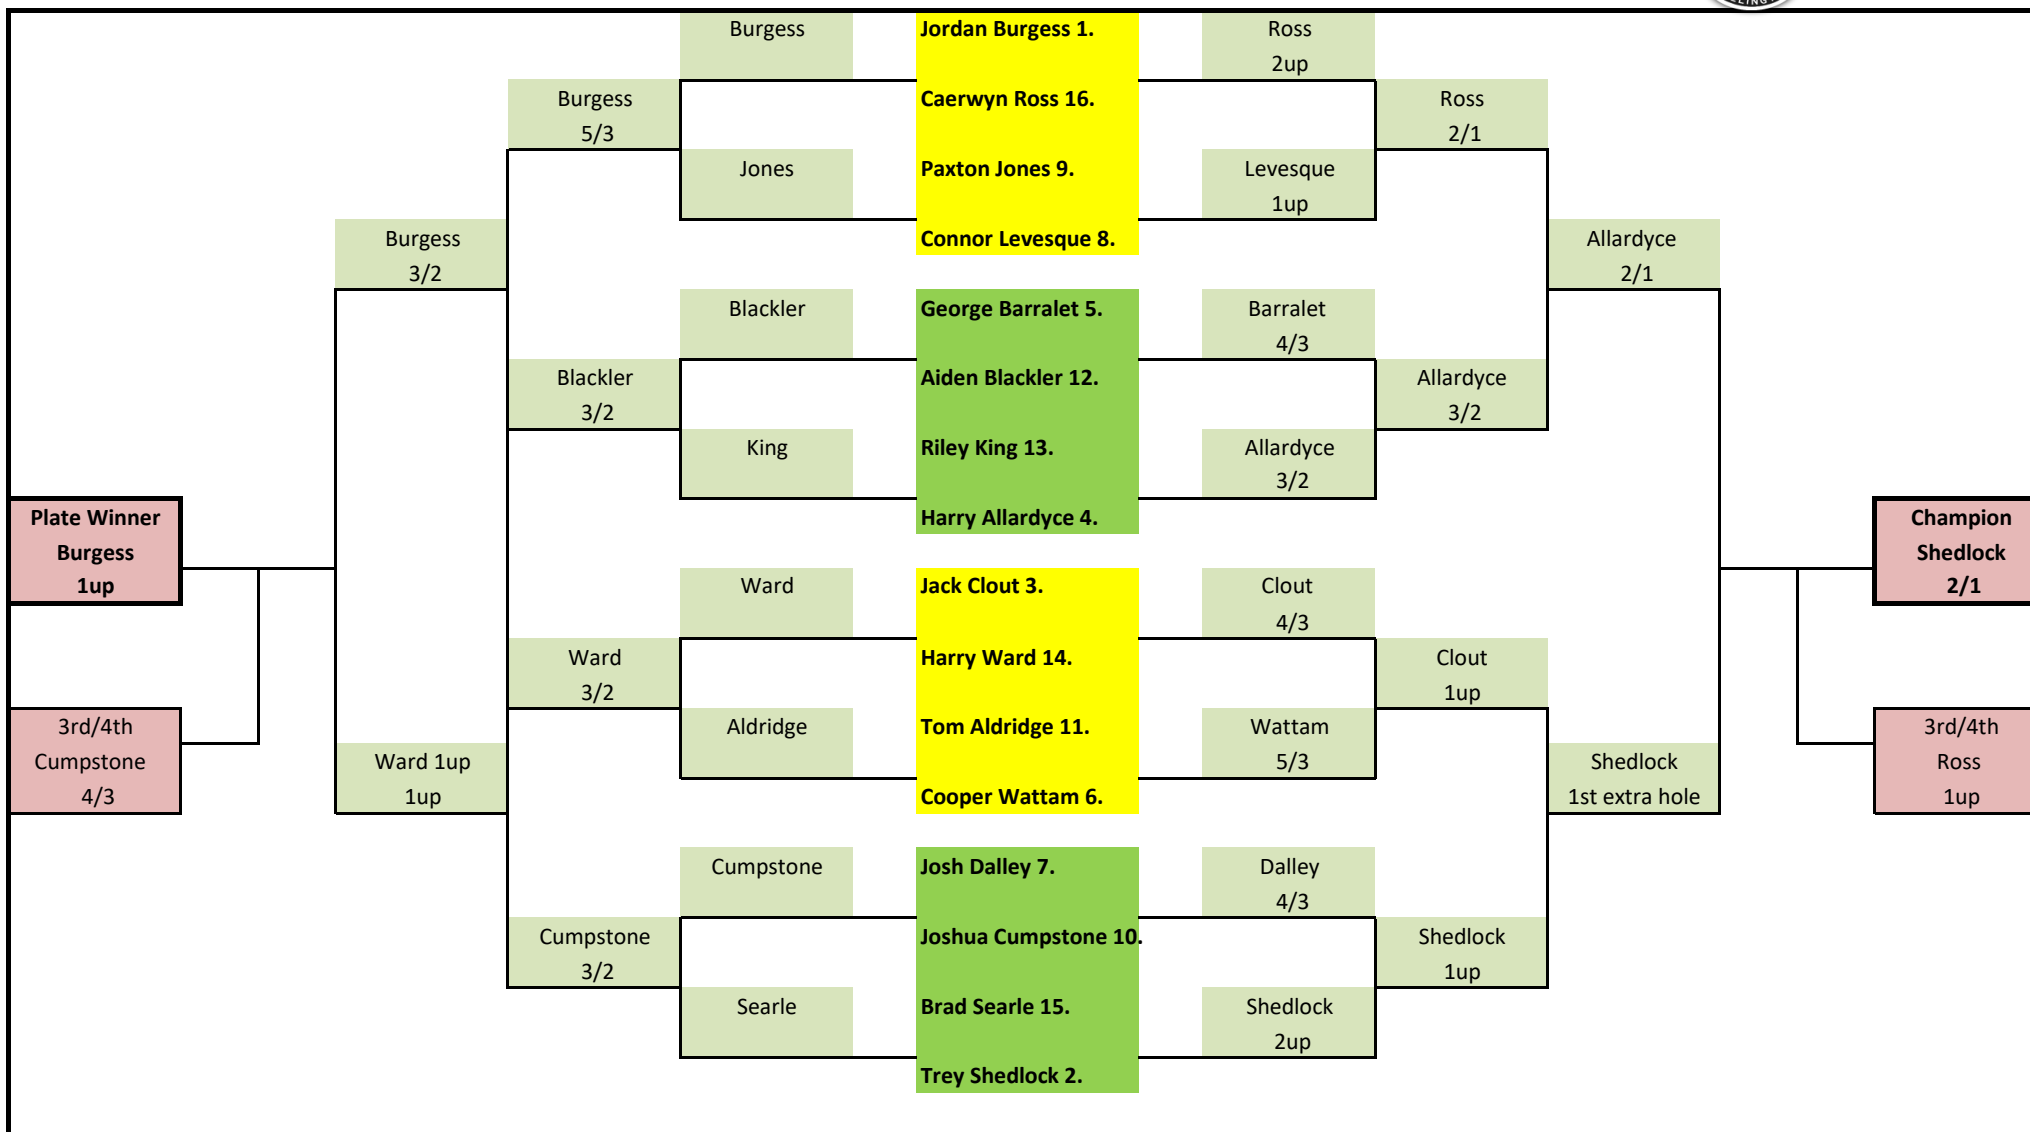 LING
Burgess
Jordan Burgess 1.
Ross
2up
Burgess
5/3
Caerwyn Ross 16.
Ross
2/1
Jones
Paxton Jones 9.
Levesque
1up
Burgess
3/2
Connor Levesque 8.
Allardyce
2/1
Blackler
George Barralet 5.
Barralet
4/3
Blackler
3/2
Aiden Blackler 12.
Allardyce
3/2
King
Riley King 13.
Allardyce
3/2
Plate Winner
Burgess
1up
Harry Allardyce 4.
Champion
Shedlock
2/1
Ward
Jack Clout 3.
Clout
4/3
Ward
3/2
Harry Ward 14.
Clout
1up
3rd/4th
Cumpstone
4/3
Aldridge
Tom Aldridge 11.
Wattam
5/3
3rd/4th
Ross
1up
Ward 1up
1up
Cooper Wattam 6.
Shedlock
1st extra hole
Cumpstone
Josh Dalley 7.
Dalley
4/3
Cumpstone
3/2
Joshua Cumpstone 10.
Shedlock
1up
Searle
Brad Searle 15.
Shedlock
2up
Trey Shedlock 2.